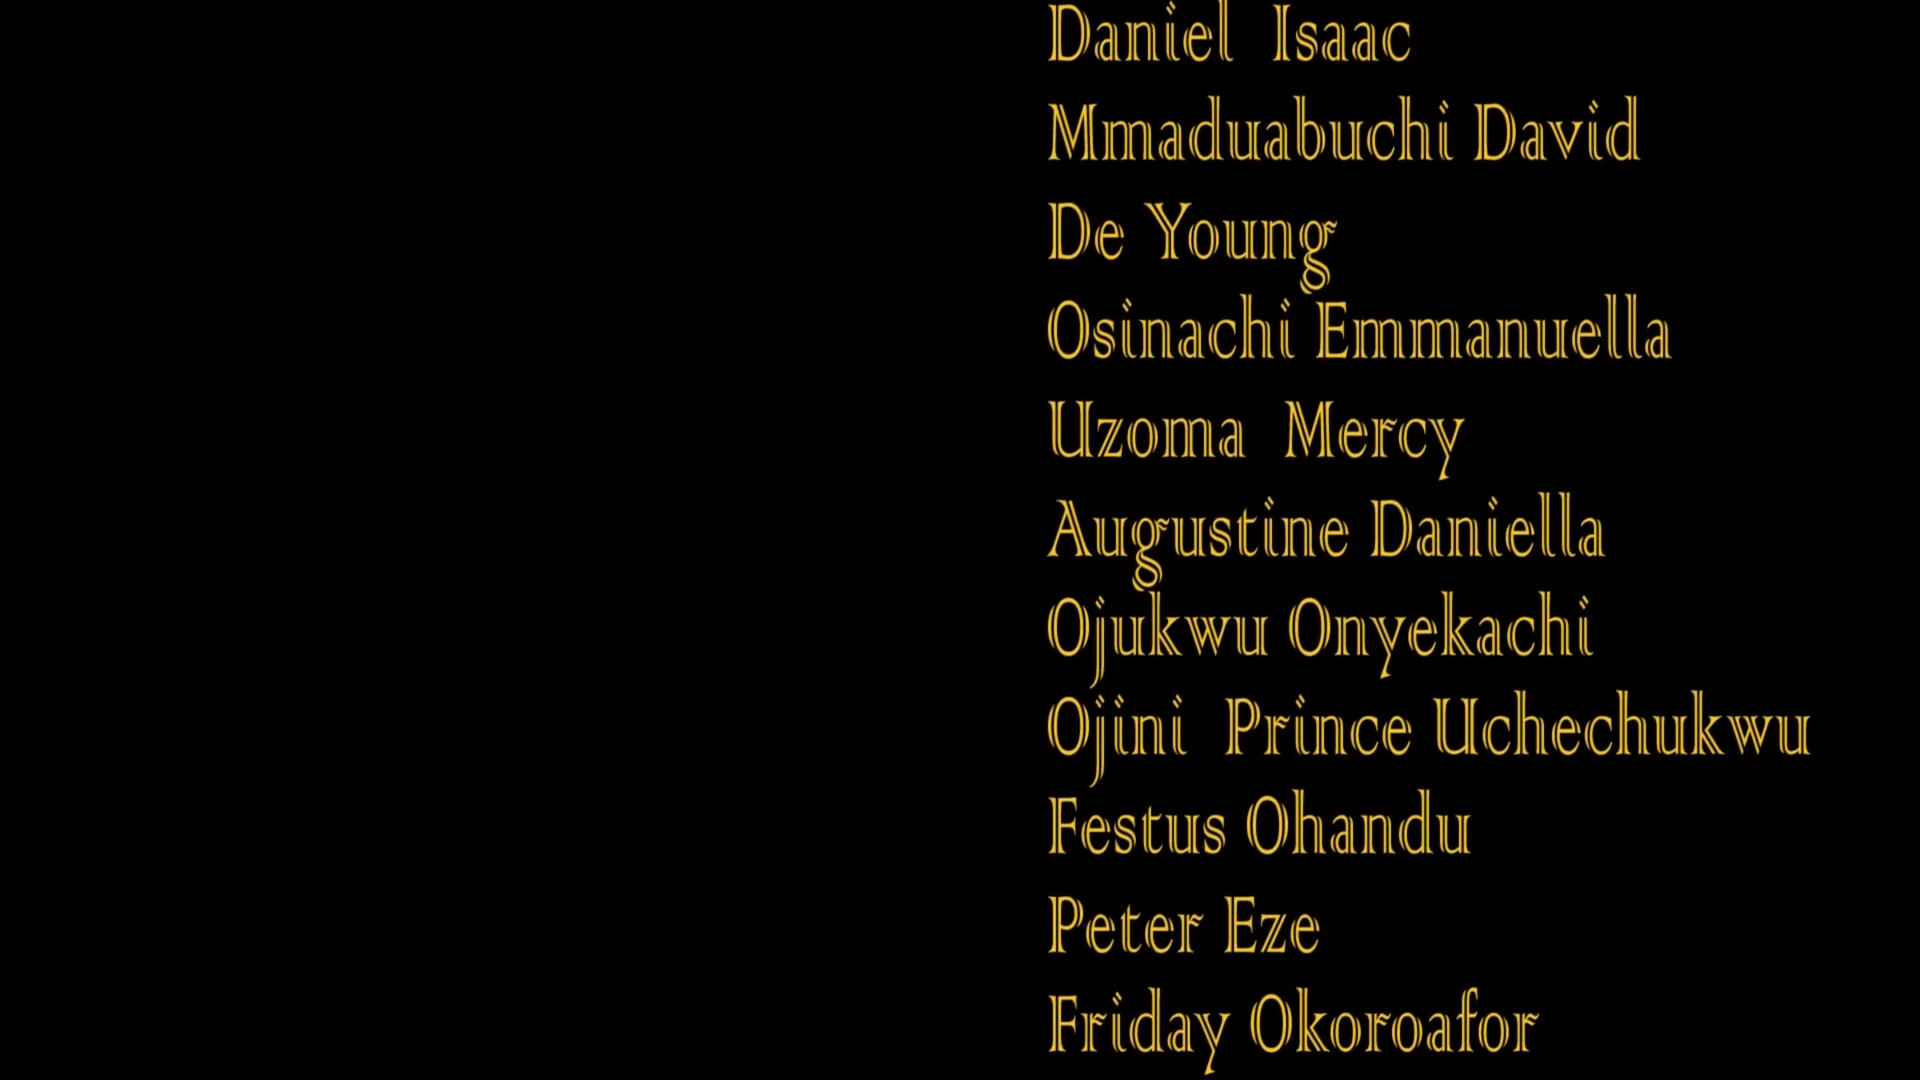 Daniel Isaac
Mmaduabuchi David
De Young
Osinachi Emmanuella
Uzoma Mercy
Augustine Daniella
Ojukwu Onyekachi
Ojini Prince Uchechukwu
Festus Ohandu
Peter Eze
Friday Okoroafor